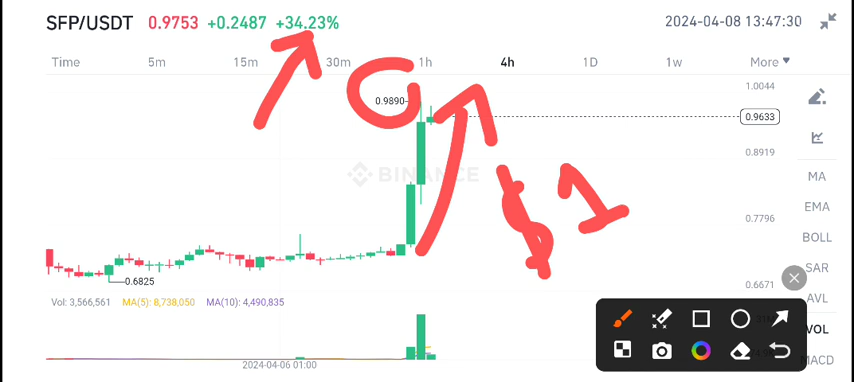 SFP/USDT 0.9753 +0.2487 +34.23% 2024-04-08 13:47:30
Time 5m 15m 30m 1h 4h 1D 1w More
1.0044
0.9890
0.9633
0.8919
BINANCE
MA
EMA
0.7796
BOLL
SAR
0.6825
0.6671
AVL
Vol: 3,566,561 MA(5): 8,738,050 MA(10): 4,490,835
VOL
MACD
2024-04-06 01:00
$1